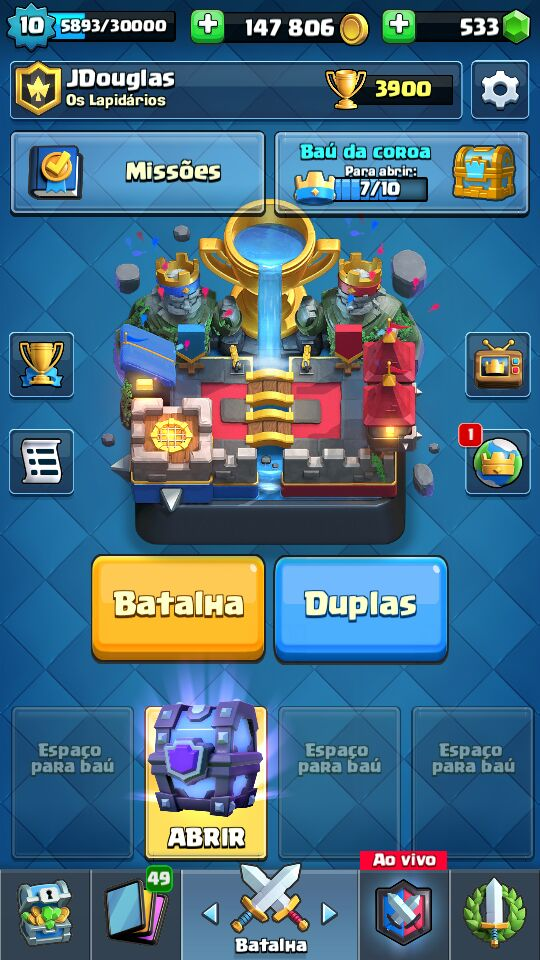 10
5893/30000
147 806
533
JDouglas
Os Lapidários
3900
Missões
Baú da coroa
Para abrir:
7/10
1
Batalha
Duplas
Espaço
para baú
ABRIR
Espaço
para baú
Espaço
para baú
49
Batalha
Ao vivo